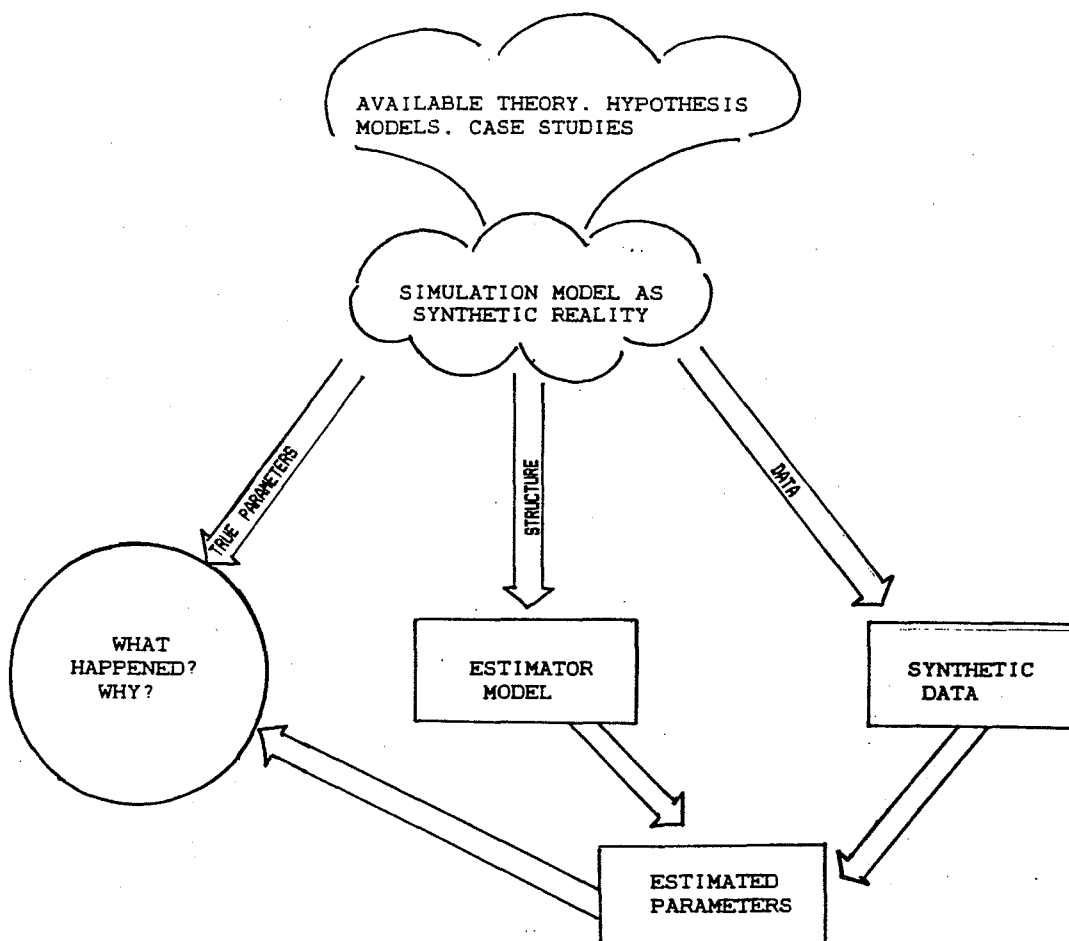 AVAILABLE THEORY. HYPOTHESIS
MODELS. CASE STUDIES
SIMULATION MODEL AS
SYNTHETIC REALITY
TRUE PARAMETERS
STRUCTURE
DATA
WHAT
HAPPENED?
WHY?
ESTIMATOR
MODEL
SYNTHETIC
DATA
ESTIMATED
PARAMETERS